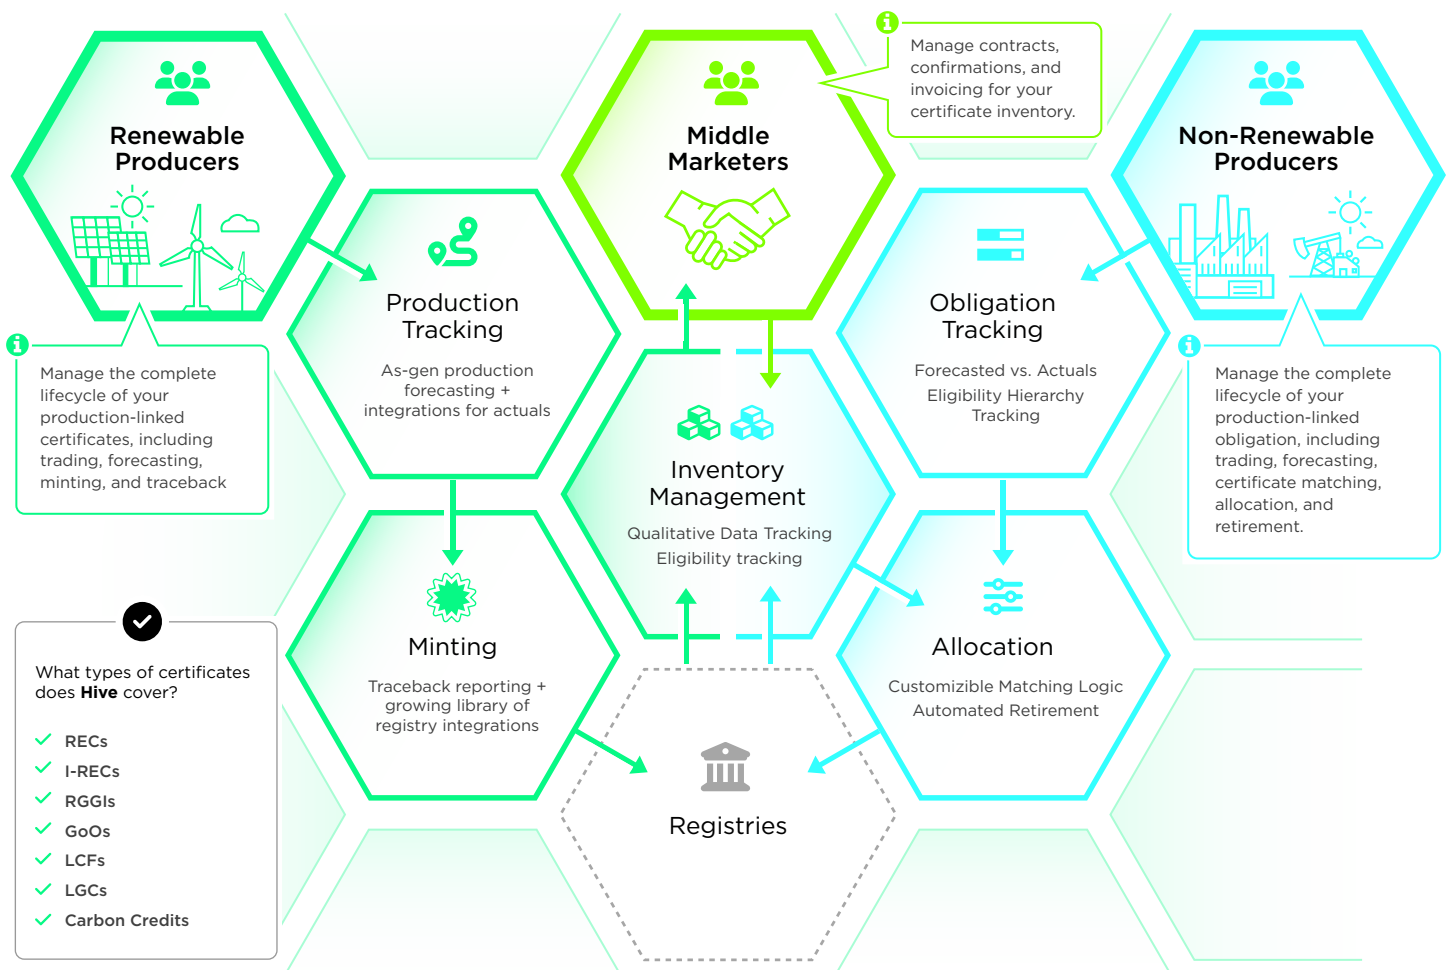 Renewable
Producers
Manage the complete
lifecycle of your
production-linked
certificates, including
trading, forecasting,
minting, and traceback
Middle
Marketers
Manage contracts,
confirmations, and
invoicing for your
certificate inventory.
Non-Renewable
Producers
Manage the complete
lifecycle of your
production-linked
obligation, including
trading, forecasting,
certificate matching,
allocation, and
retirement.
Production
Tracking
As-gen production
forecasting +
integrations for actuals
Obligation
Tracking
Forecasted vs. Actuals
Eligibility Hierarchy
Tracking
Inventory
Management
Qualitative Data Tracking
Eligibility tracking
Minting
Traceback reporting +
growing library of
registry integrations
Allocation
Customizible Matching Logic
Automated Retirement
Registries
What types of certificates
does Hive cover?
RECs
I-RECs
RGGIs
GoOs
LCFs
LGCs
Carbon Credits